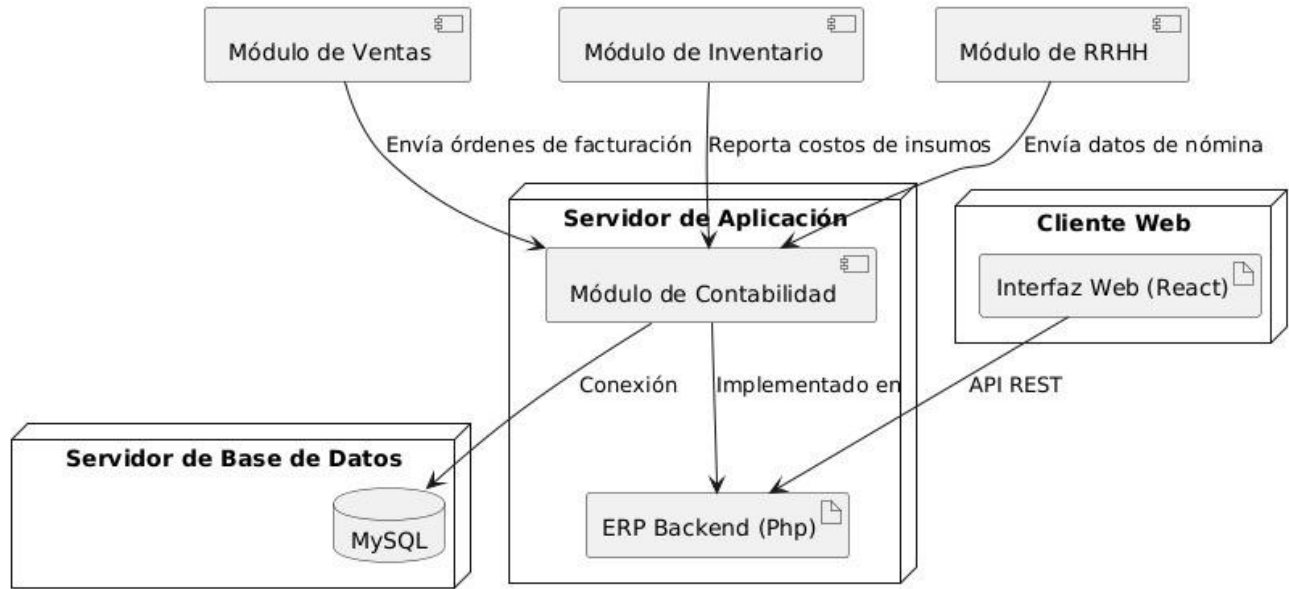 Módulo de Ventas
Módulo de Inventario
Módulo de RRHH
Envía órdenes de facturación
Reporta costos de insumos
Envía datos de nómina
Servidor de Aplicación
Cliente Web
Módulo de Contabilidad
Interfaz Web (React)
Conexión
Implementado en
API REST
Servidor de Base de Datos
MySQL
ERP Backend (Php)